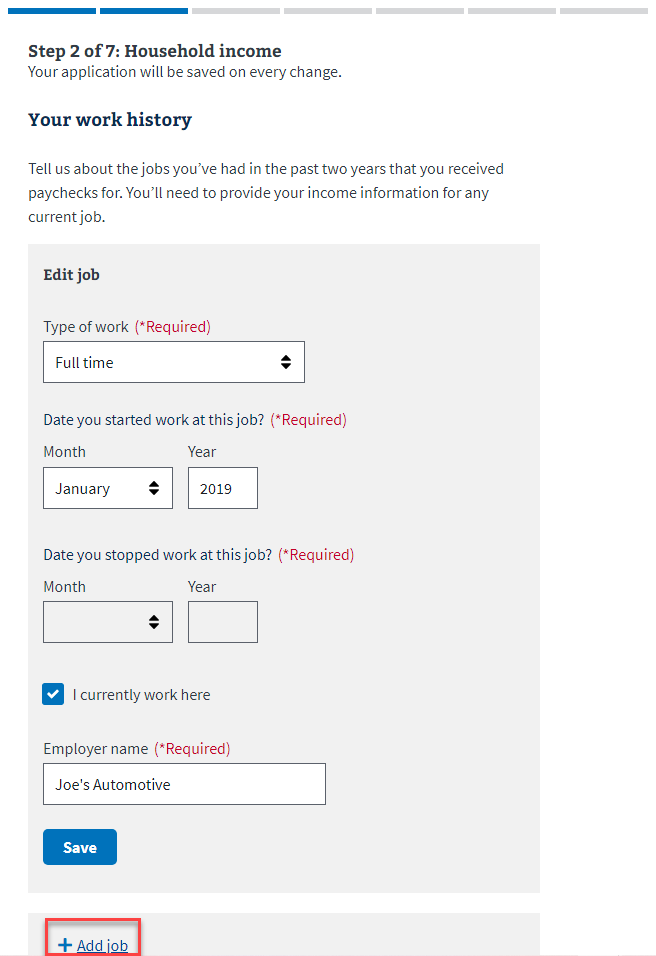 Step 2 of 7: Household income
Your application will be saved on every change.
Your work history
Tell us about the jobs you’ve had in the past two years that you received
paychecks for. You’ll need to provide your income information for any
current job.
Edit job
Type of work (*Required)
Full time
Date you started work at this job? (*Required)
Month Year
January 2019
Date you stopped work at this job? (*Required)
Month Year
I currently work here
Employer name (*Required)
Joe's Automotive
Save
+ Add job